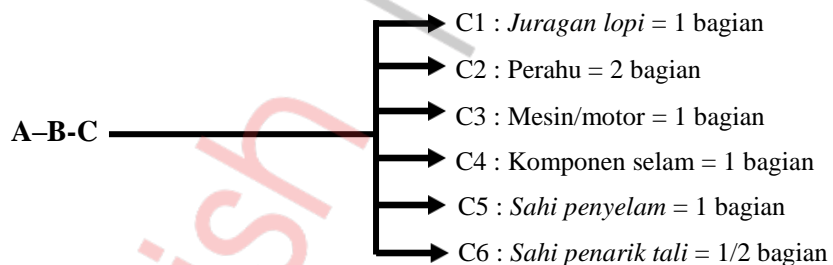 C1 : Juragan lopi = 1 bagian
C2 : Perahu = 2 bagian
C3 : Mesin/motor = 1 bagian
A–B-C
C4 : Komponen selam = 1 bagian
C5 : Sahi penyelam = 1 bagian
C6 : Sahi penarik tali = 1/2 bagian